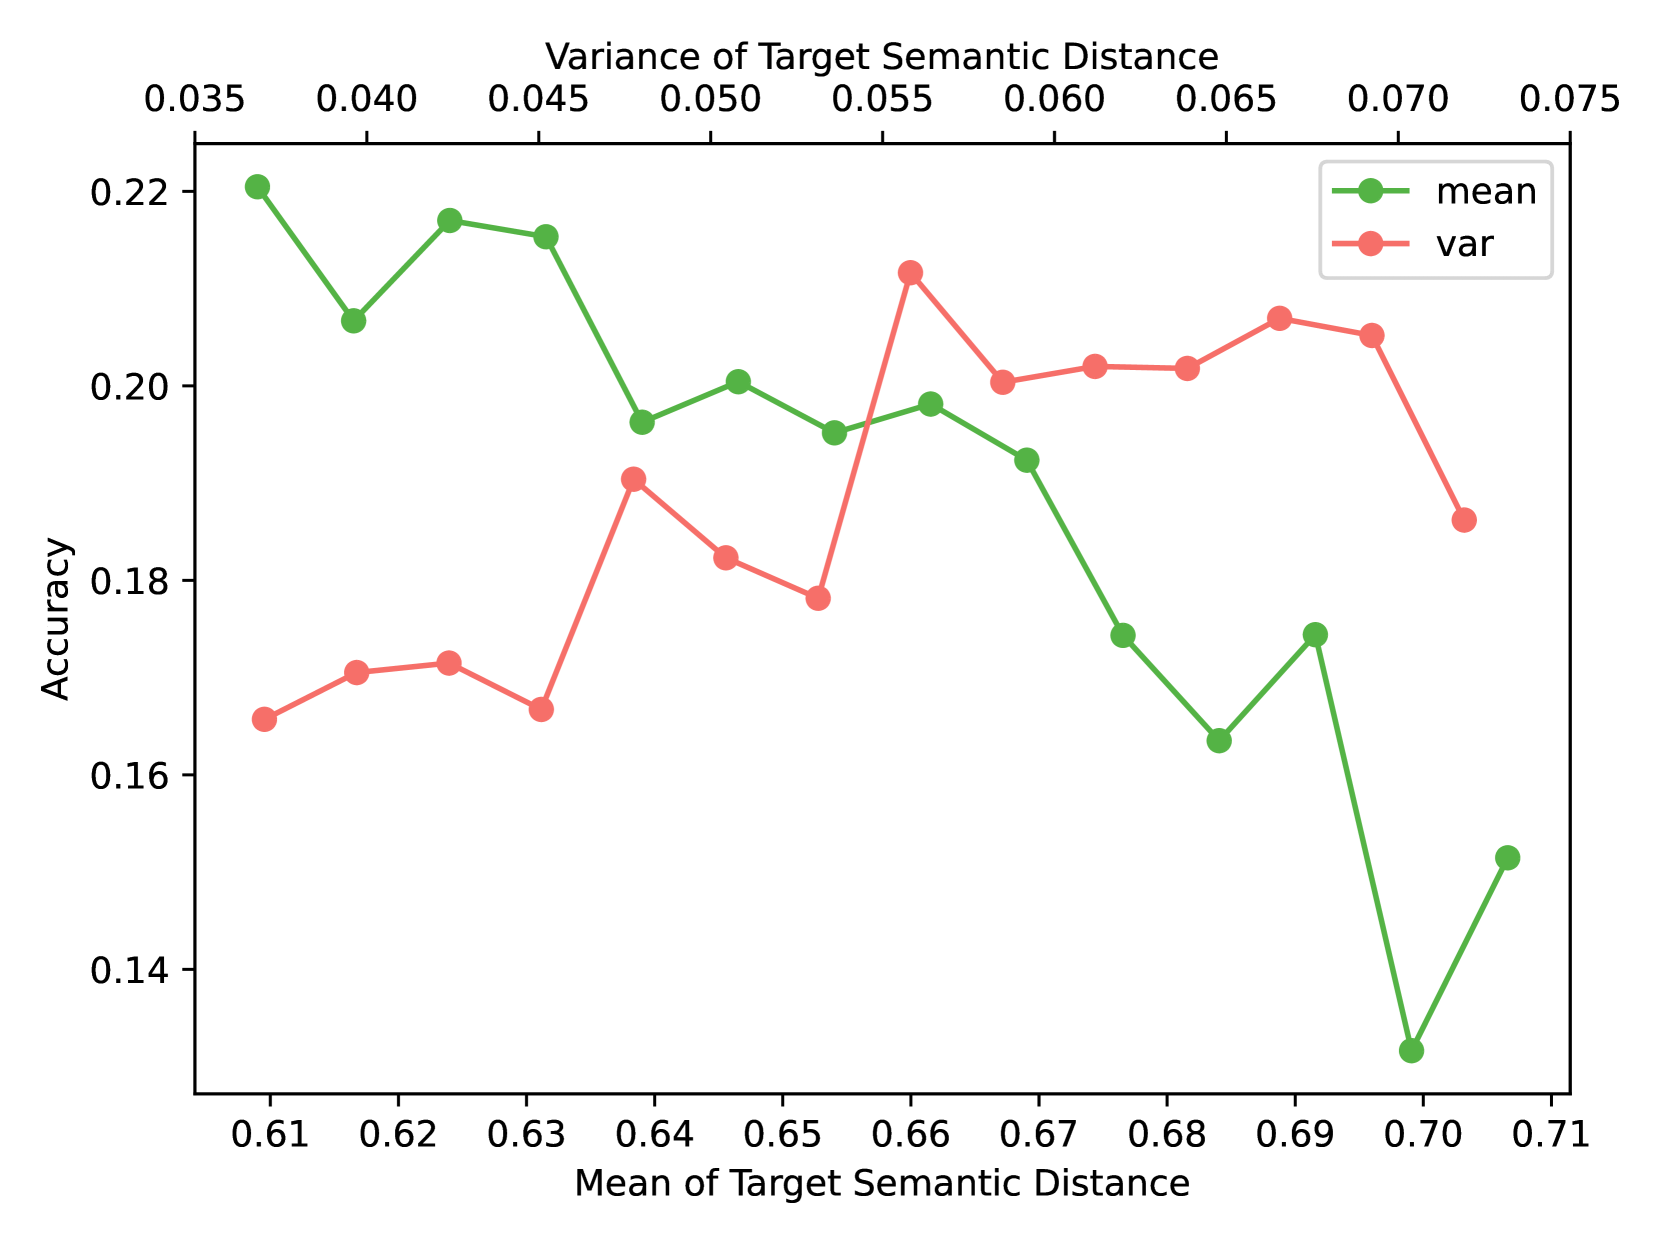 Variance of Target Semantic Distance
0.035 0.040 0.045 0.050 0.055 0.060 0.065 0.070 0.075
mean
var
0.22
0.20
0.18
0.16
0.14
Accuracy
0.61 0.62 0.63 0.64 0.65 0.66 0.67 0.68 0.69 0.70 0.71
Mean of Target Semantic Distance